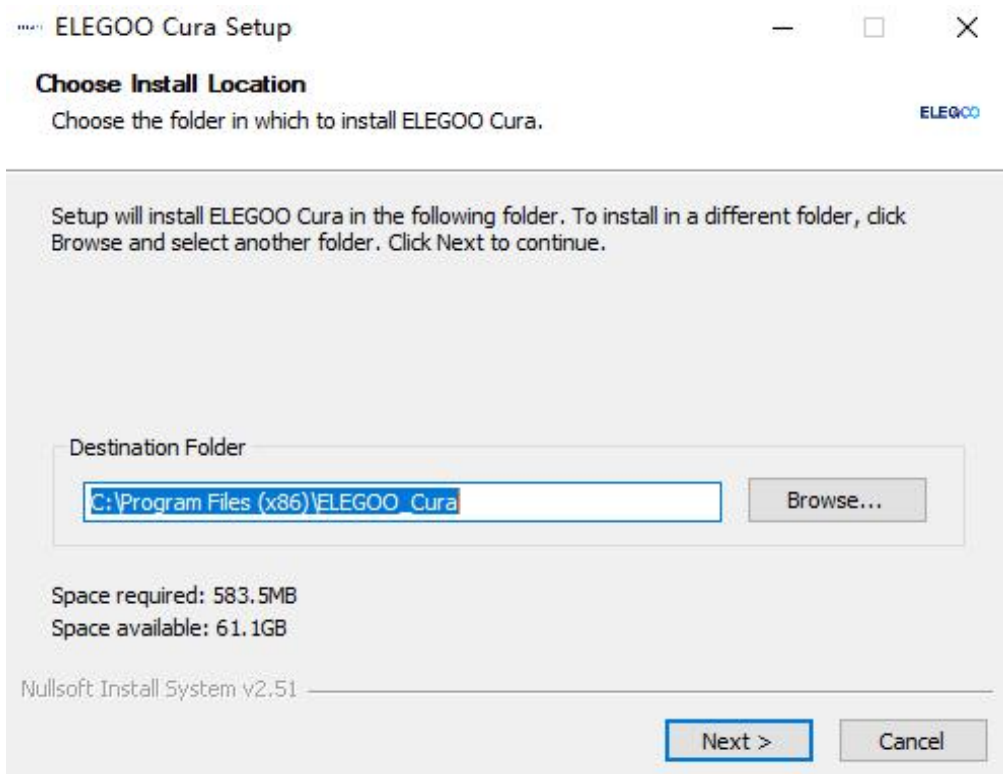 ELEGOO Cura Setup
Choose Install Location
Choose the folder in which to install ELEGOO Cura.
ELEGOO
Setup will install ELEGOO Cura in the following folder. To install in a different folder, click
Browse and select another folder. Click Next to continue.
Destination Folder
C:\Program Files (x86)\ELEGOO_Cura
Browse...
Space required: 583.5MB
Space available: 61.1GB
Nullsoft Install System v2.51
Next >
Cancel